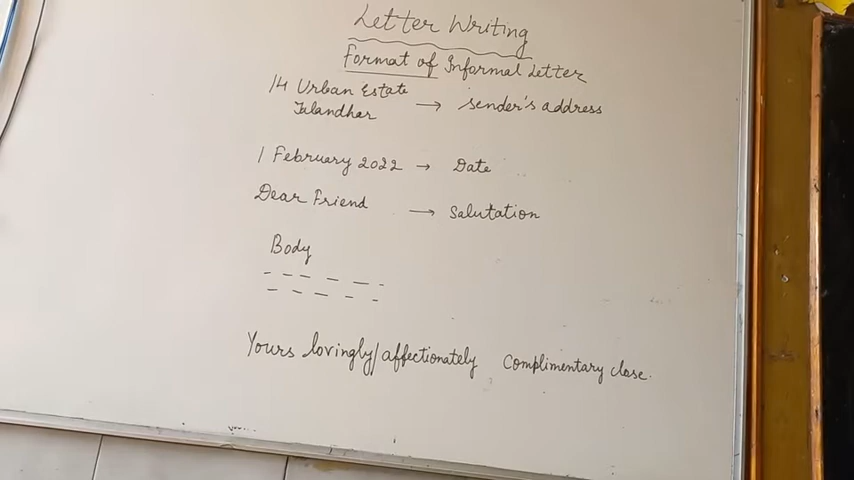 Letter Writing
Format of Informal Letter
14 Urban Estate
Jalandhar → sender's address
1 February 2022 → Date
Dear Friend → Salutation
Body
Yours lovingly/affectionately Complimentary close.